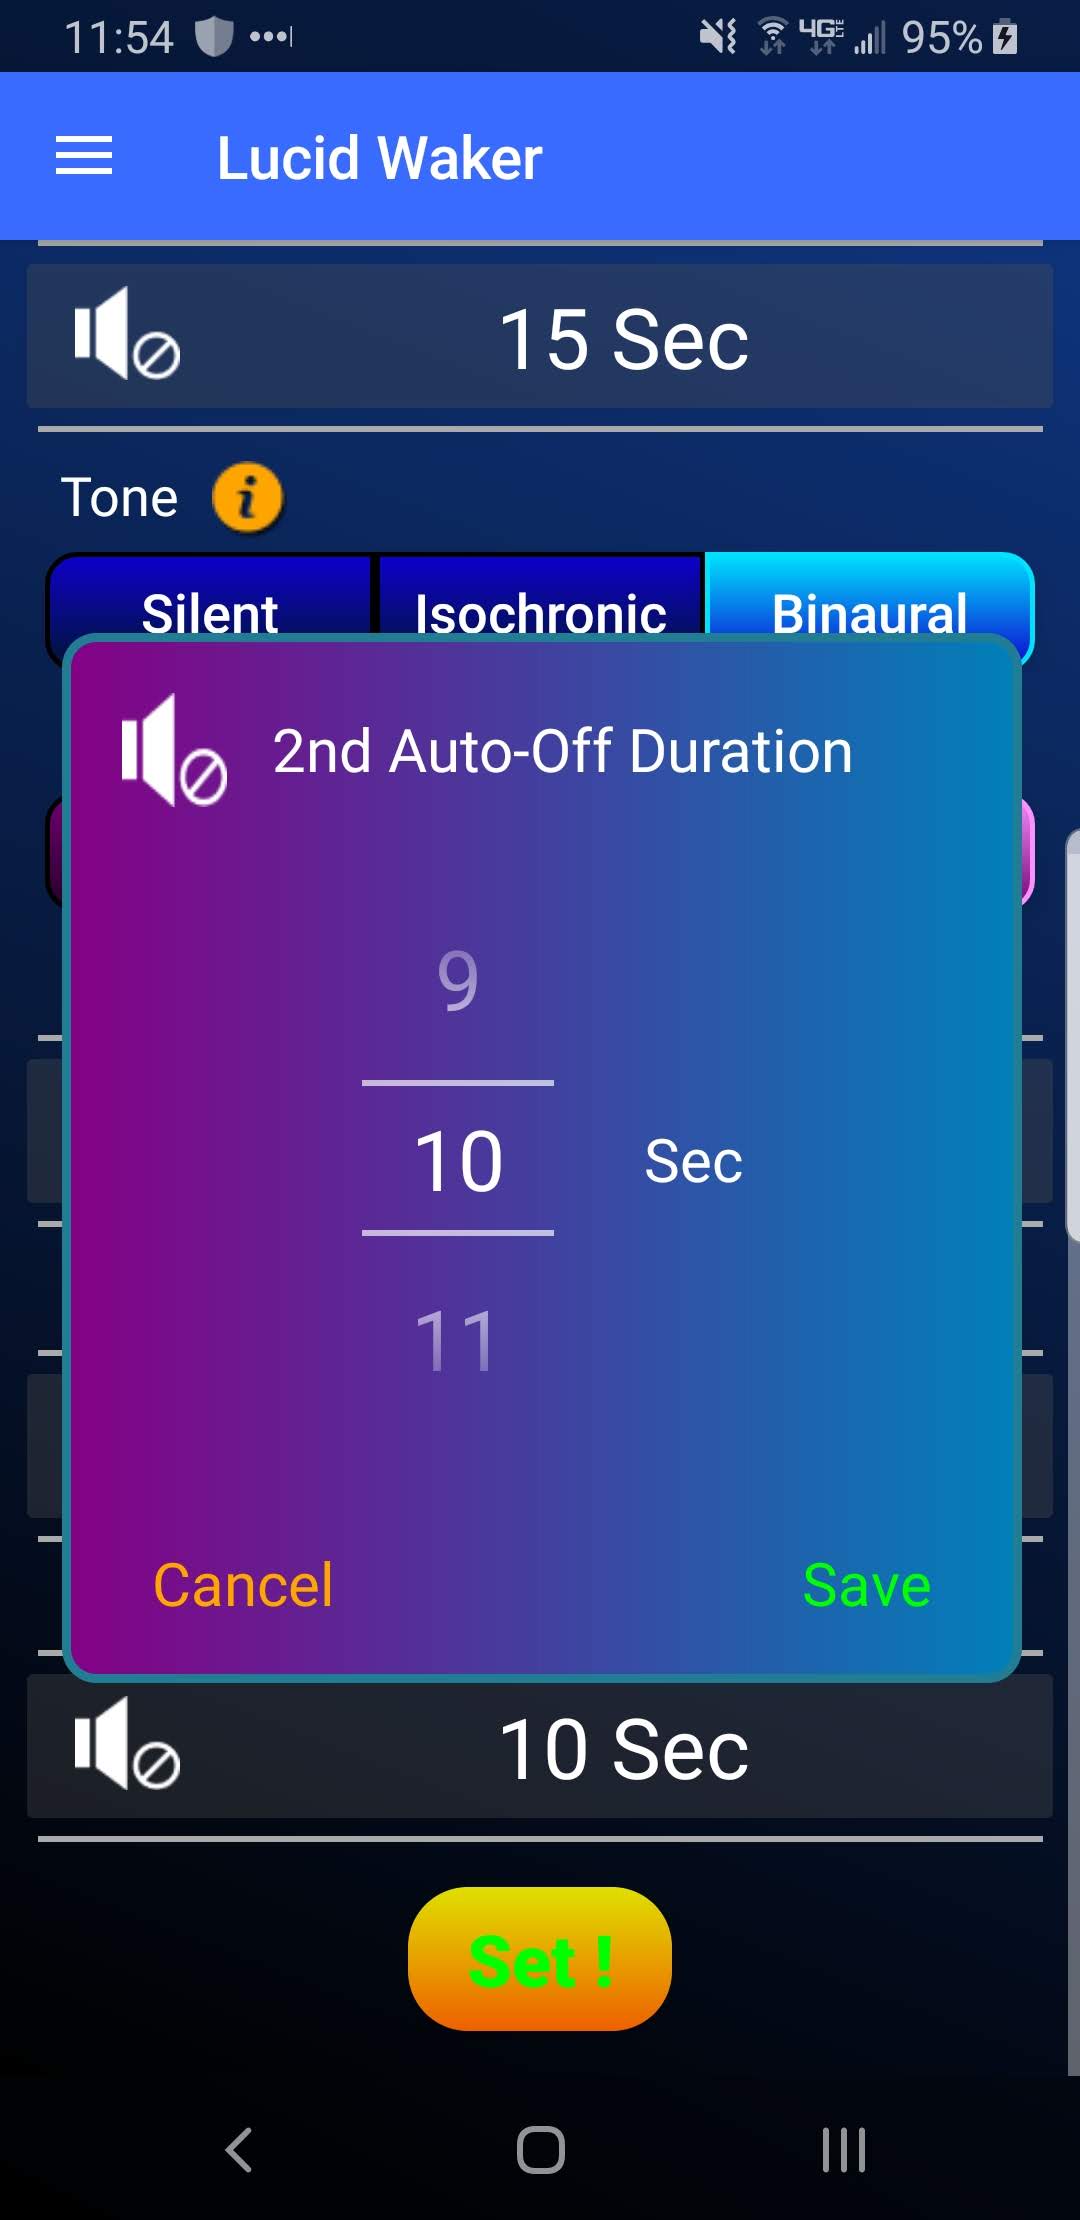 11:54
4G LTE 95%
Lucid Waker
15 Sec
Tone i
Silent Isochronic Binaural
2nd Auto-Off Duration
9
10 Sec
11
Cancel Save
10 Sec
Set !